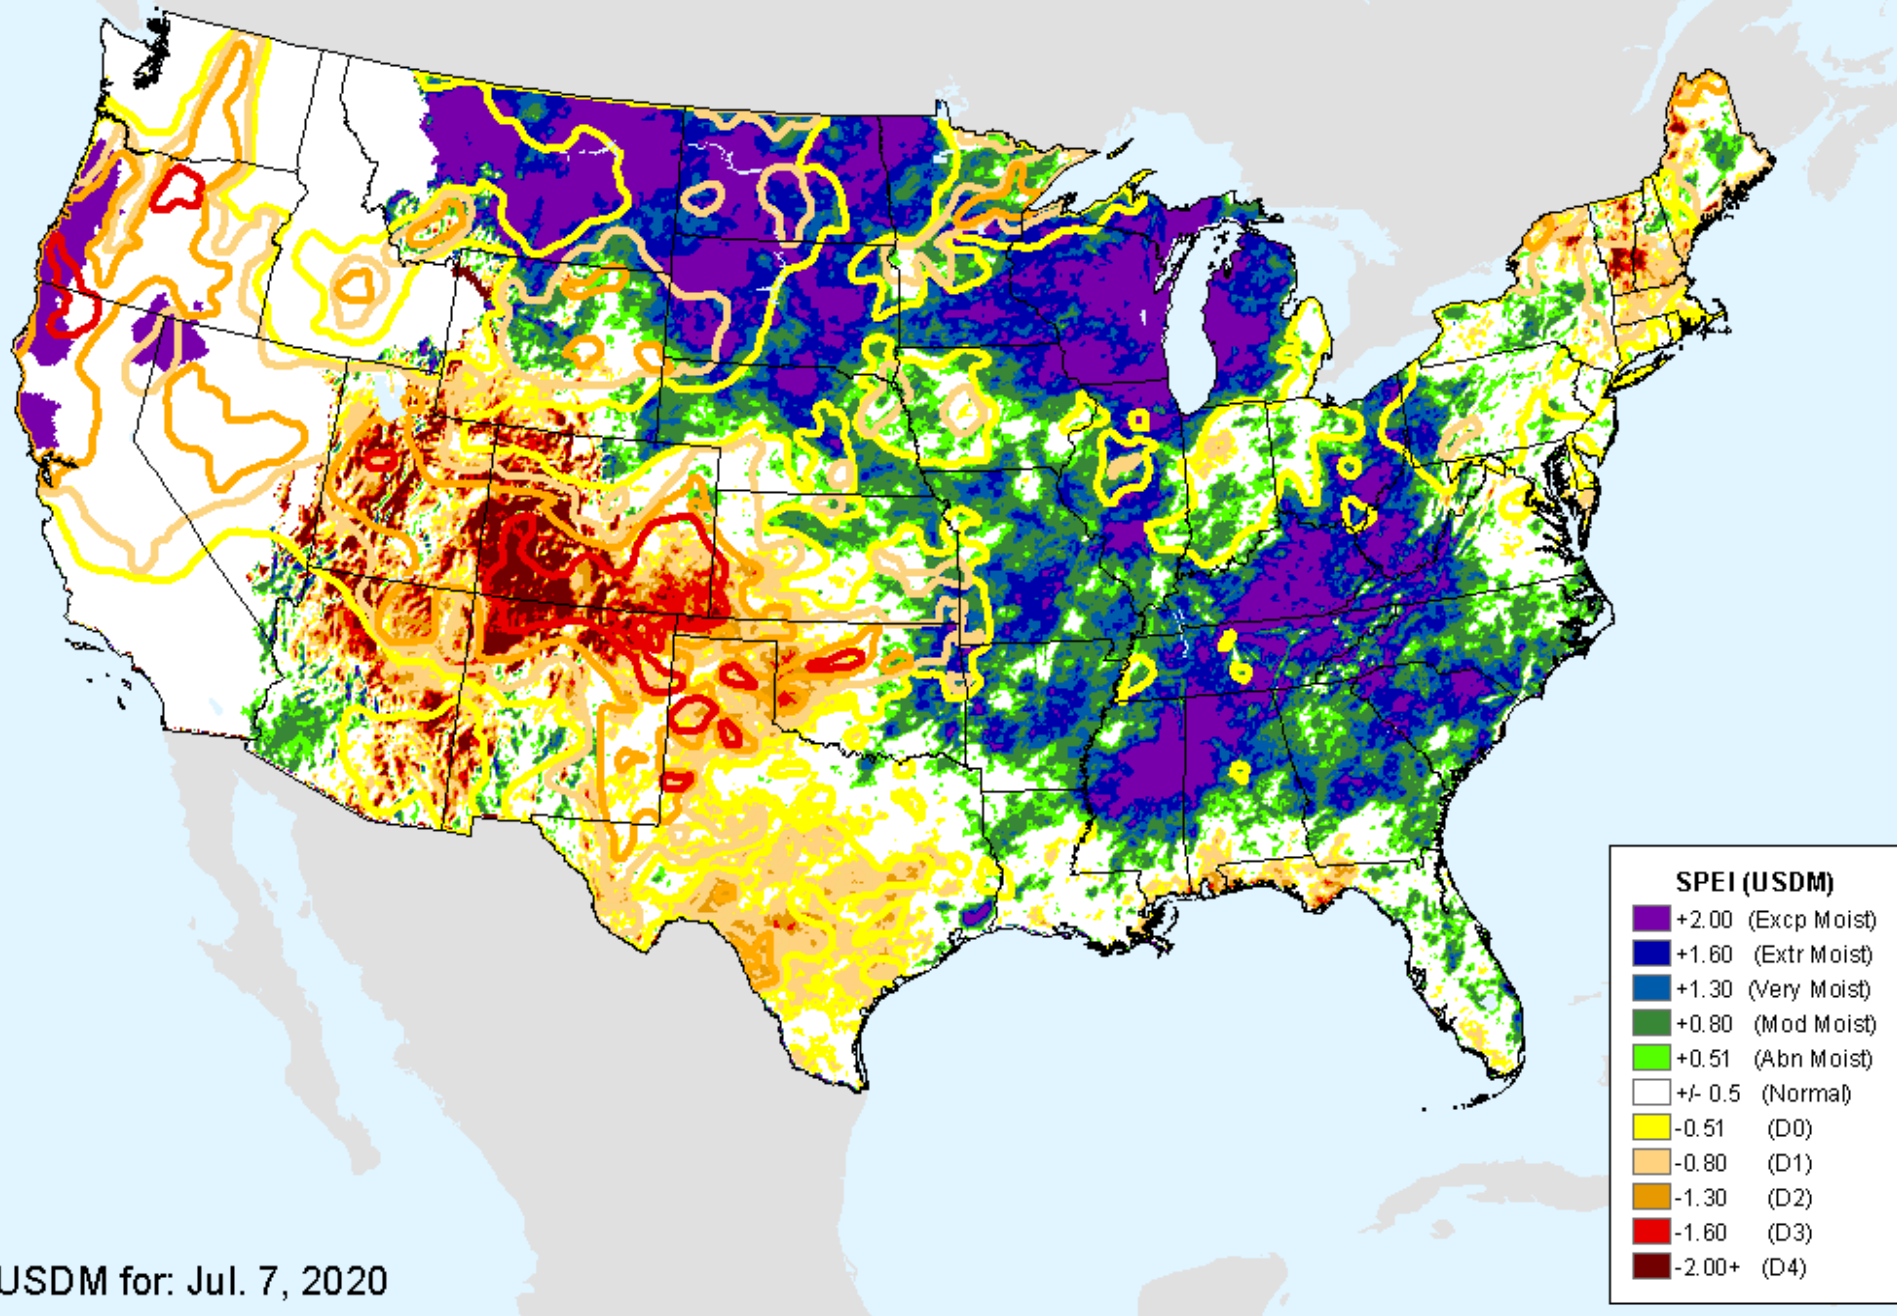 SPEI (USDM)
+2.00 (Excp Moist)
+1.60 (Extr Moist)
+1.30 (Very Moist)
+0.80 (Mod Moist)
+0.51 (Abn Moist)
+/- 0.5 (Normal)
-0.51 (D0)
-0.80 (D1)
-1.30 (D2)
-1.60 (D3)
-2.00+ (D4)
USDM for: Jul. 7, 2020